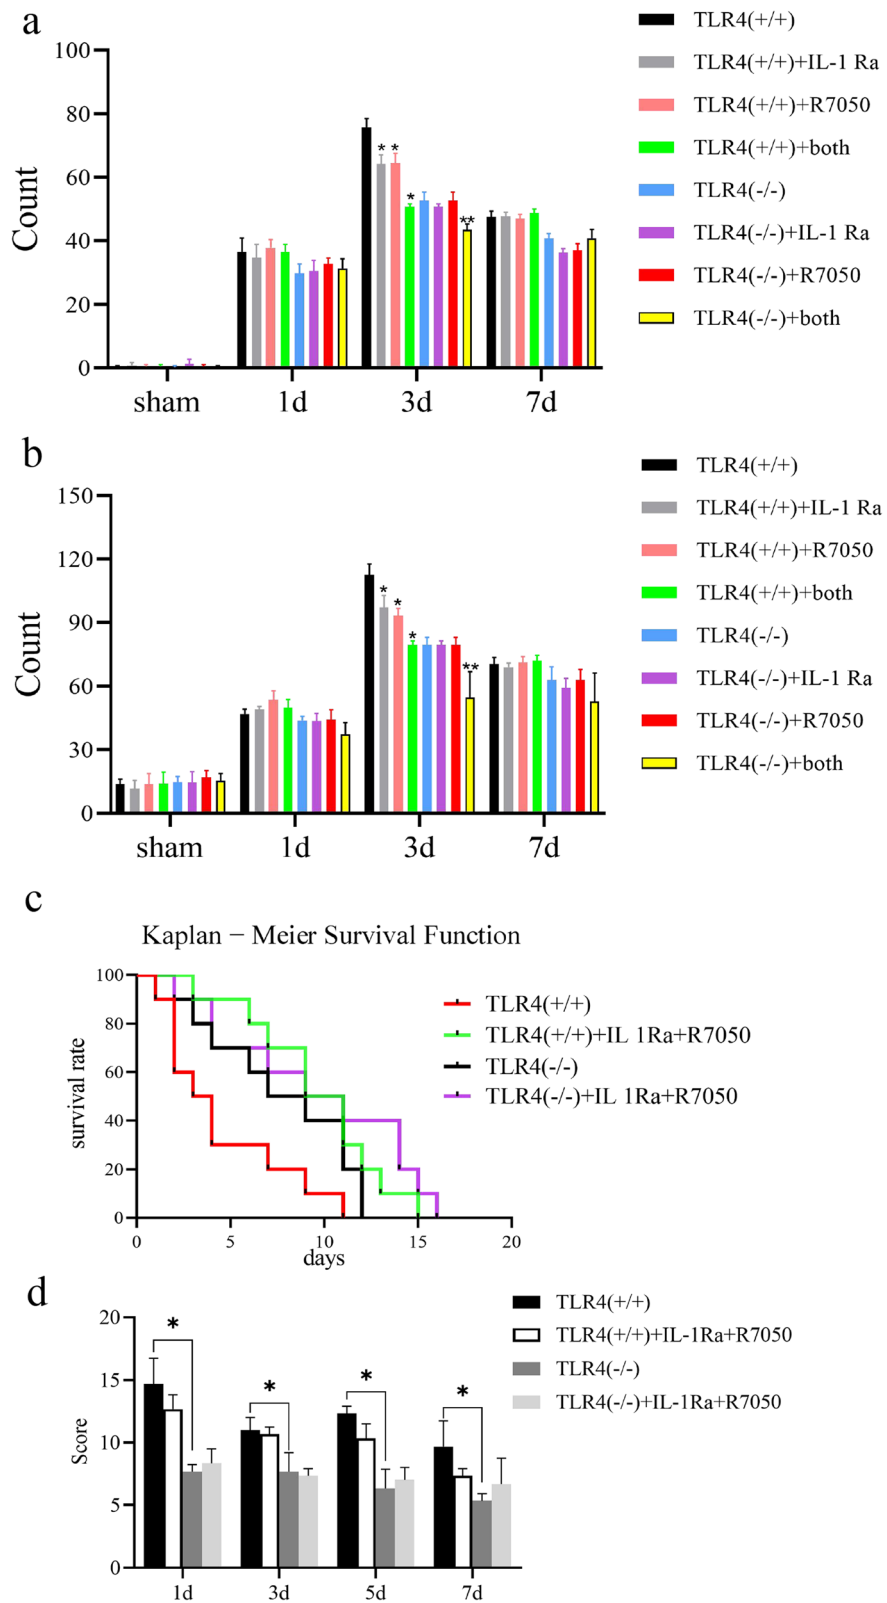 a
TLR4(+/+)
TLR4(+/+)+IL-1 Ra
TLR4(+/+)+R7050
TLR4(+/+)+both
TLR4(-/-)
TLR4(-/-)+IL-1 Ra
TLR4(-/-)+R7050
TLR4(-/-)+both
Count
100
80
60
40
20
0
* *
*
**
sham 1d 3d 7d
b
TLR4(+/+)
TLR4(+/+)+IL-1 Ra
TLR4(+/+)+R7050
TLR4(+/+)+both
TLR4(-/-)
TLR4(-/-)+IL-1 Ra
TLR4(-/-)+R7050
TLR4(-/-)+both
Count
150
120
90
60
30
0
*
*
*
**
sham 1d 3d 7d
c
Kaplan − Meier Survival Function
TLR4(+/+)
TLR4(+/+)+IL 1Ra+R7050
TLR4(-/-)
TLR4(-/-)+IL 1Ra+R7050
survival rate
100
80
60
40
20
0
0 5 10 15 20
days
d
TLR4(+/+)
TLR4(+/+)+IL-1Ra+R7050
TLR4(-/-)
TLR4(-/-)+IL-1Ra+R7050
Score
20
15
10
5
0
*
*
*
*
1d 3d 5d 7d